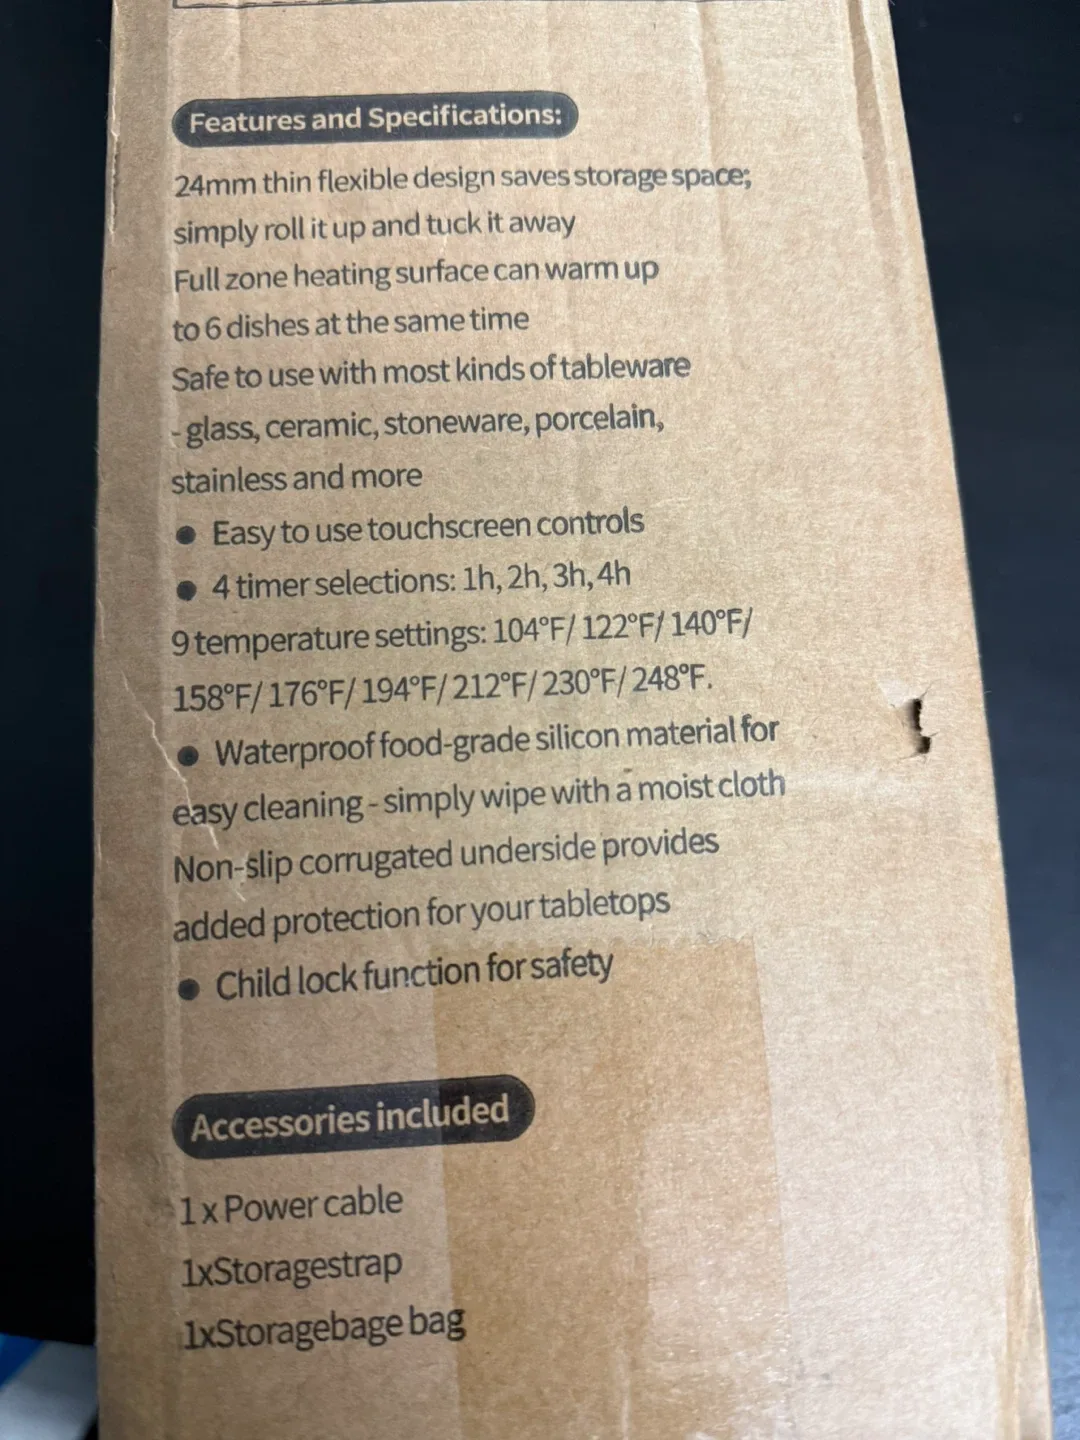 Features and Specifications:
24mm thin flexible design saves storage space;
simply roll it up and tuck it away
Full zone heating surface can warm up
to 6 dishes at the same time
Safe to use with most kinds of tableware
- glass, ceramic, stoneware, porcelain,
stainless and more
● Easy to use touchscreen controls
● 4 timer selections: 1h, 2h, 3h, 4h
9 temperature settings: 104°F/ 122°F/ 140°F/
158°F/ 176°F/ 194°F/ 212°F/ 230°F/ 248°F.
● Waterproof food-grade silicon material for
easy cleaning - simply wipe with a moist cloth
Non-slip corrugated underside provides
added protection for your tabletops
● Child lock function for safety
Accessories included
1 x Power cable
1xStoragestrap
1xStoragebage bag